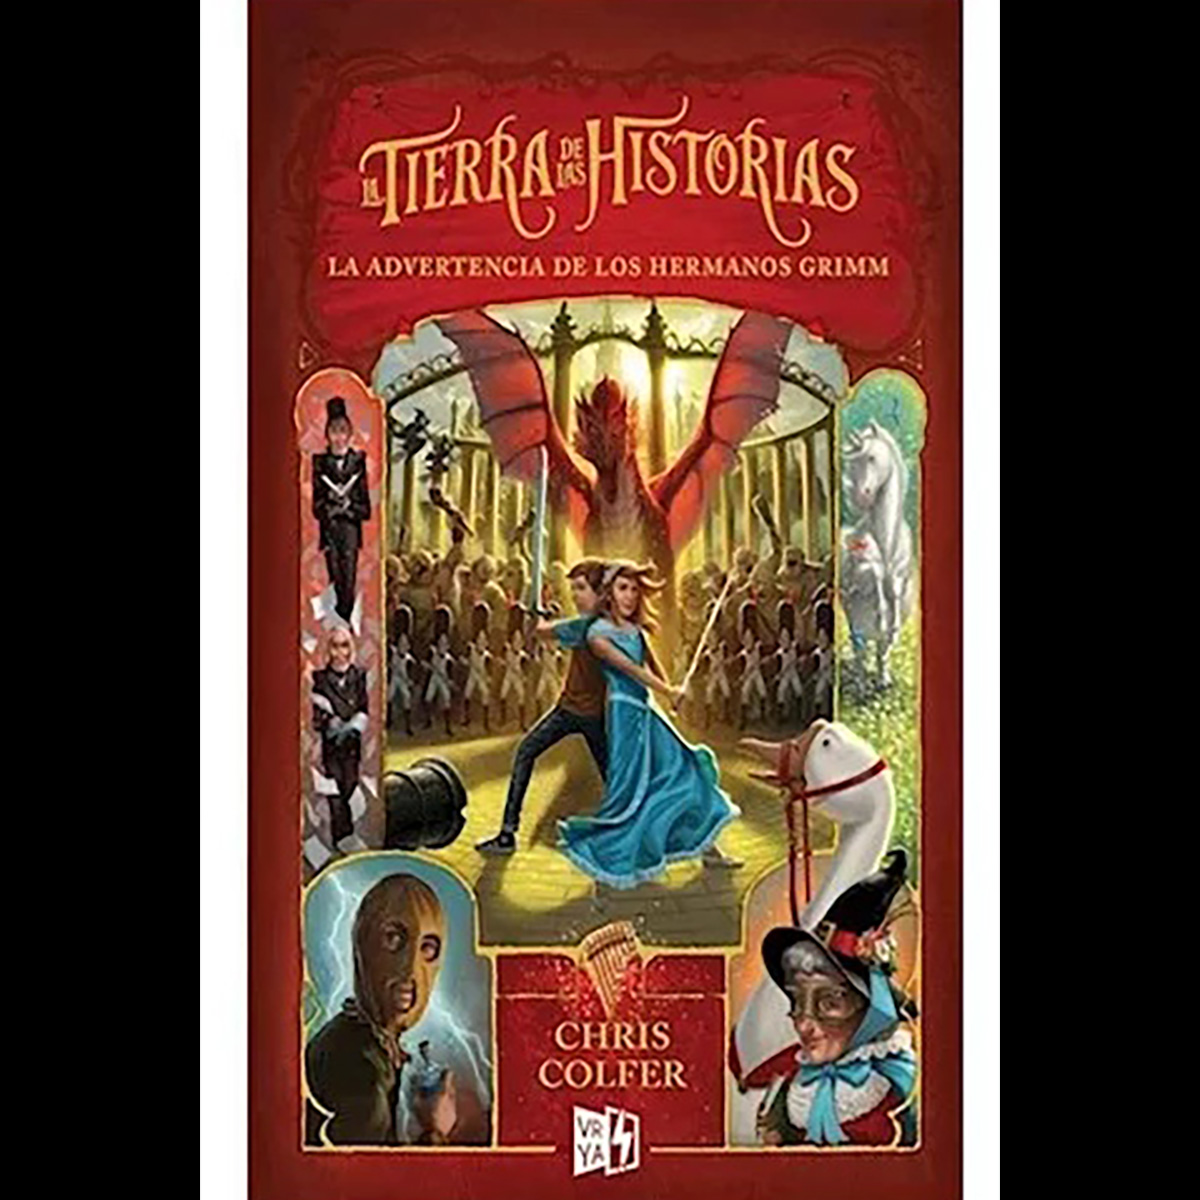 LA TIERRA DE LAS HISTORIAS
LA ADVERTENCIA DE LOS HERMANOS GRIMM
CHRIS
COLFER
VR
YA